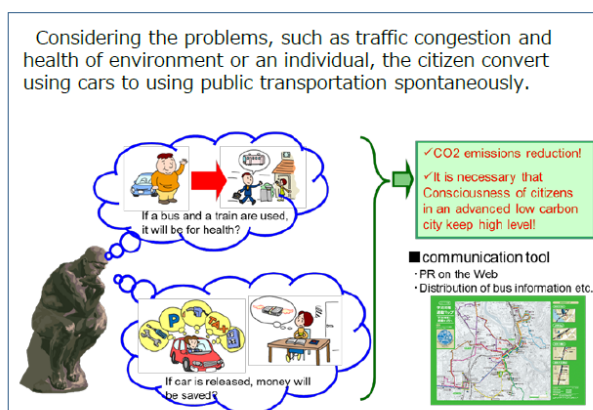 Considering the problems, such as traffic congestion and
health of environment or an individual, the citizen convert
using cars to using public transportation spontaneously.
If a bus and a train are used,
it will be for health?
✓CO2 emissions reduction!
✓It is necessary that
Consciousness of citizens
in an advanced low carbon
city keep high level!
■communication tool
・PR on the Web
・Distribution of bus information etc.
P
TAX
If car is released, money will
be saved?